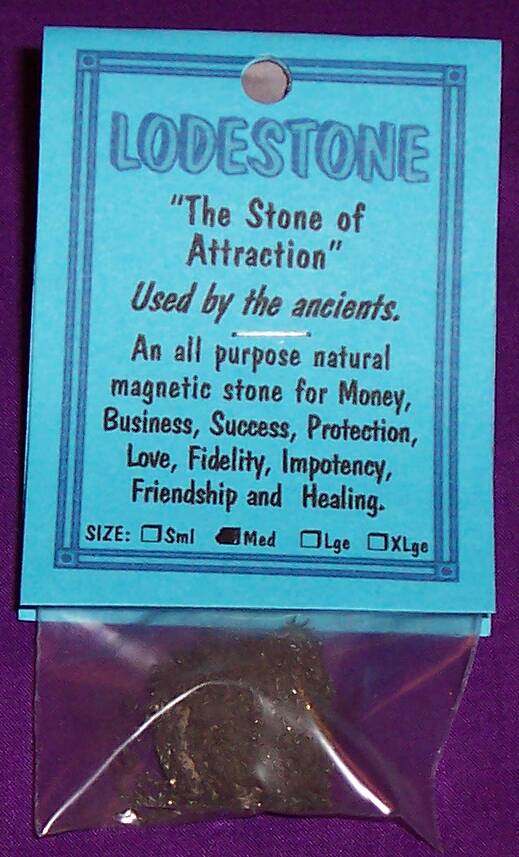 LODESTONE
"The Stone of
Attraction"
Used by the ancients.
An all purpose natural
magnetic stone for Money,
Business, Success, Protection,
Love, Fidelity, Impotency,
Friendship and Healing.
SIZE: Sml Med Lge XLge